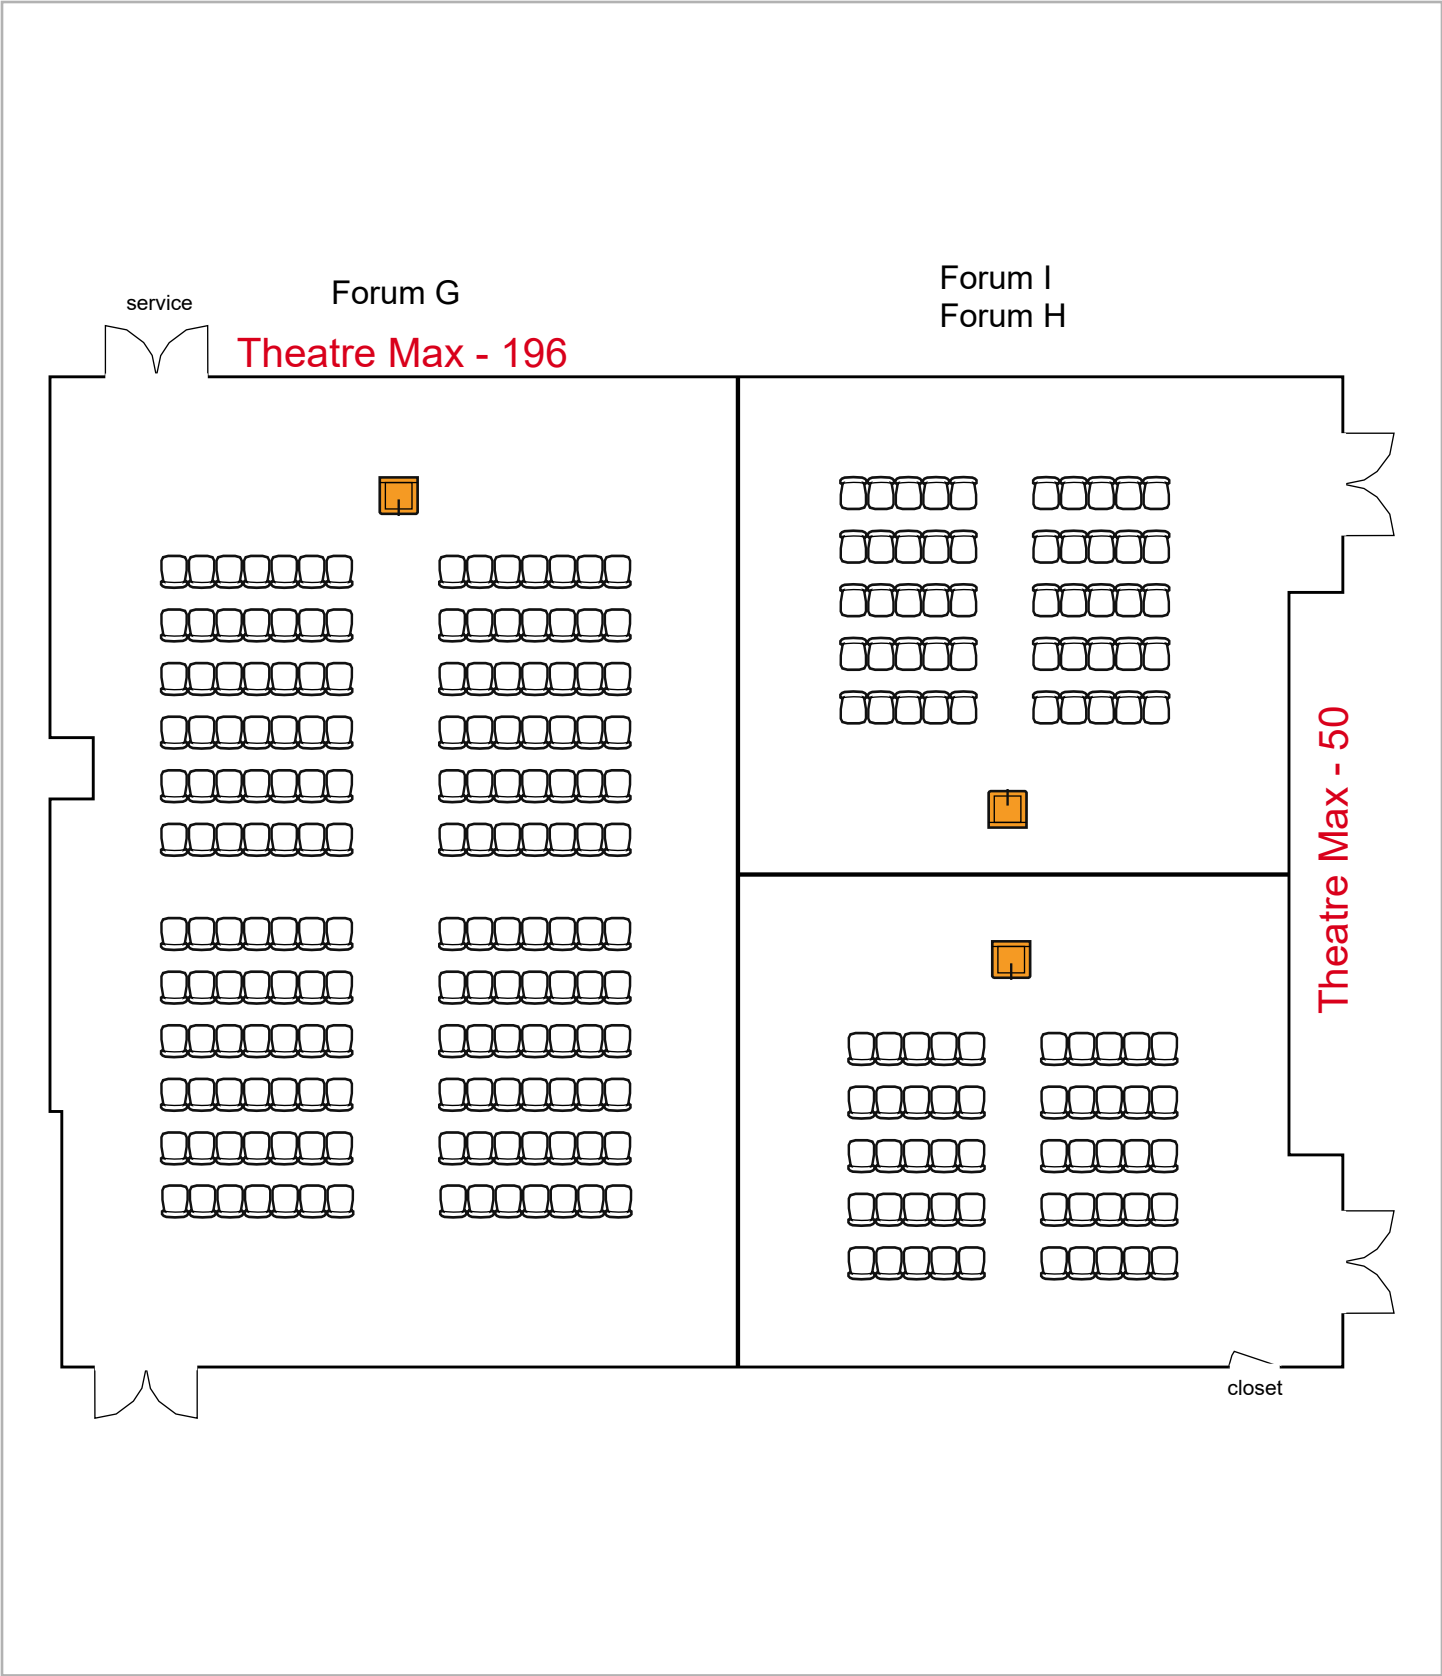 service
Forum G
Theatre Max - 196
Forum I
Forum H
Theatre Max - 50
closet